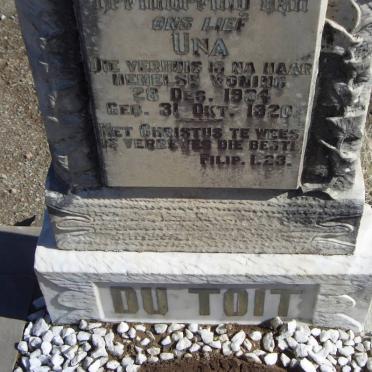 ONS LIEF
UNA
DIE VERHUIS IS NA HAAR
HEMELSE WONING
28 DES. 1934
GEB. 31 OKT. 1920
MET CHRISTUS TE WEES
IS VERREWEG DIE BESTE
FILIP. 1.23.
DU TOIT